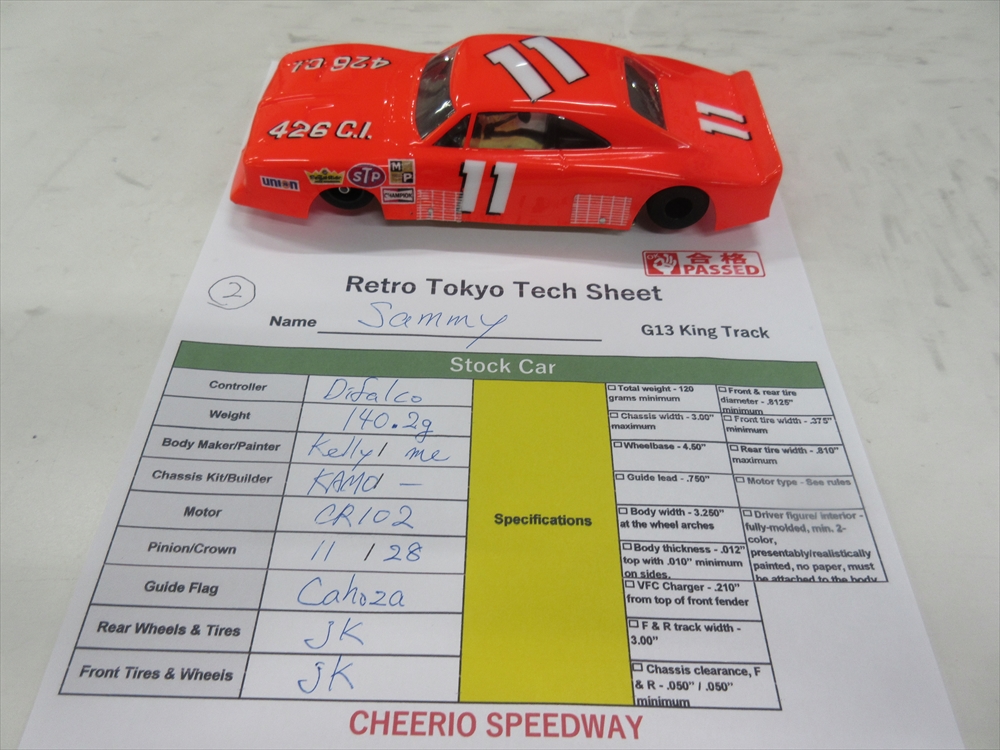 426 C.I.
11
11
426 C.I.
UNION
STP
M P
CHAMPION
11
合格
PASSED
2
Retro Tokyo Tech Sheet
Name Sammy
G13 King Track
Stock Car
Controller Difalco
Weight 140.2g
Body Maker/Painter Kelly/ me
Chassis Kit/Builder KAMO —
Motor CR102
Pinion/Crown 11 / 28
Guide Flag Cahoza
Rear Wheels & Tires JK
Front Tires & Wheels JK
Specifications
Total weight - 120
grams minimum
Chassis width - 3.00"
maximum
Wheelbase - 4.50"
Guide lead - .750"
Body width - 3.250"
at the wheel arches
Body thickness - .012"
top with .010" minimum
on sides.
VFC Charger - .210"
from top of front fender
F & R track width -
3.00"
Chassis clearance, F
& R - .050" / .050"
minimum
Front & rear tire
diameter - .8125"
minimum
Front tire width - .375"
minimum
Rear tire width - .810"
maximum
Motor type - See rules
Driver figure/ interior -
fully-molded, min. 2-
color,
presentably/realistically
painted, no paper, must
be attached to the body
CHEERIO SPEEDWAY